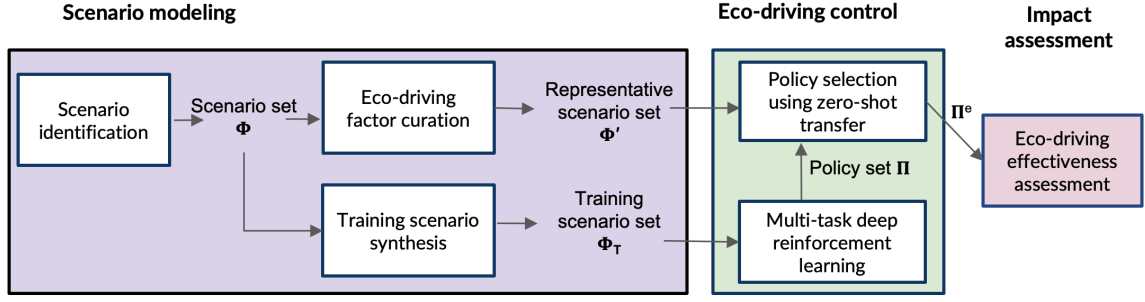 Scenario modeling
Eco-driving control
Impact
assessment
Scenario
identification
Scenario set
Φ
Eco-driving
factor curation
Representative
scenario set
Φ′
Policy selection
using zero-shot
transfer
Πᵉ
Eco-driving
effectiveness
assessment
Policy set Π
Training scenario
synthesis
Training
scenario set
Φ_T
Multi-task deep
reinforcement
learning